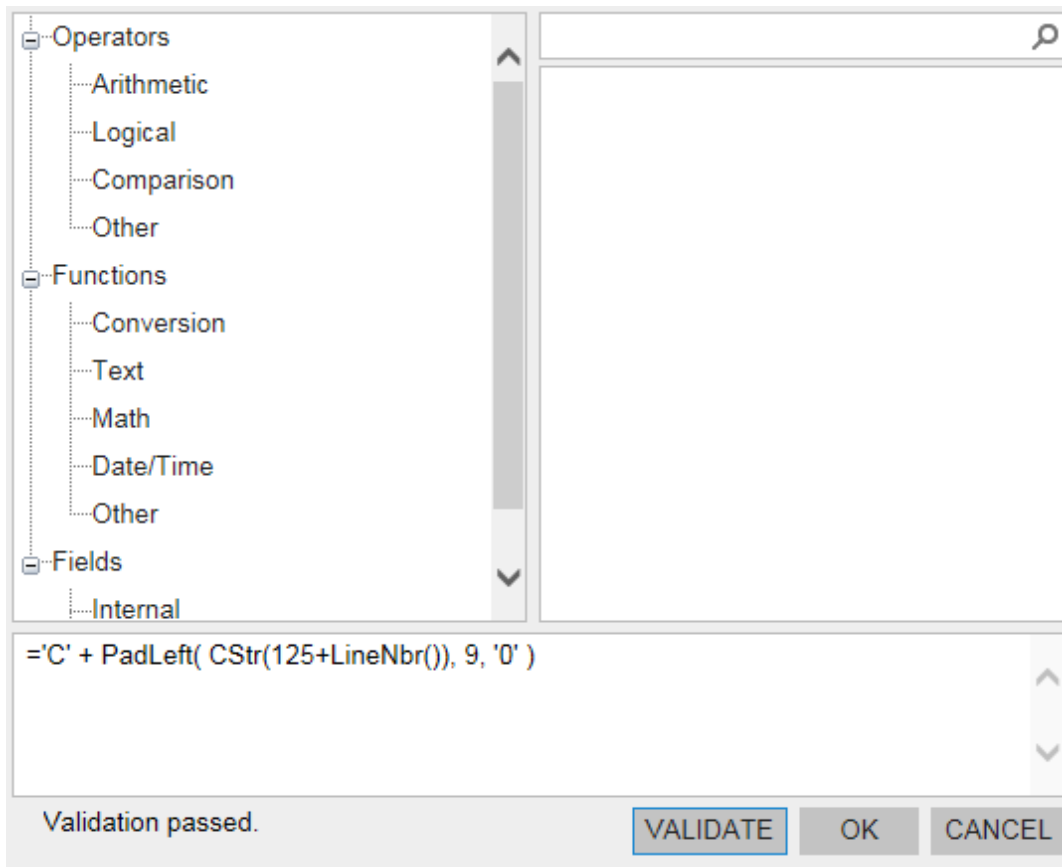 Operators
Arithmetic
Logical
Comparison
Other
Functions
Conversion
Text
Math
Date/Time
Other
Fields
Internal
='C' + PadLeft( CStr(125+LineNbr()), 9, '0' )
Validation passed.
VALIDATE
OK
CANCEL